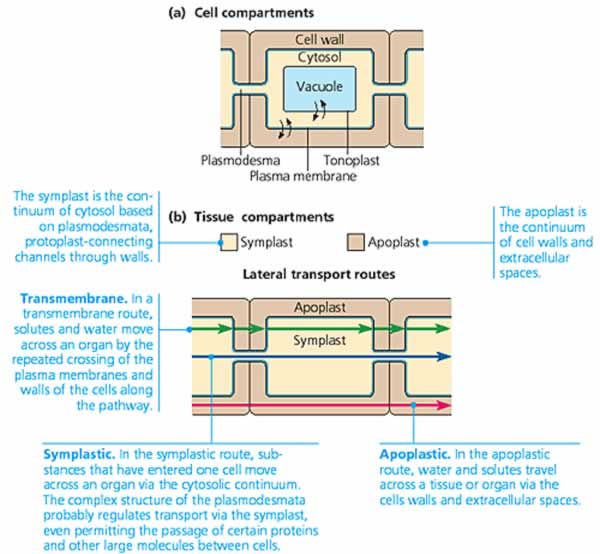 (a) Cell compartments
Cell wall
Cytosol
Vacuole
Plasmodesma
Tonoplast
Plasma membrane
The symplast is the con-
tinuum of cytosol based
on plasmodesmata,
protoplast-connecting
channels through walls.
(b) Tissue compartments
Symplast
Apoplast
The apoplast is
the continuum
of cell walls and
extracellular
spaces.
Lateral transport routes
Transmembrane. In a
transmembrane route,
solutes and water move
across an organ by the
repeated crossing of the
plasma membranes and
walls of the cells along
the pathway.
Apoplast
Symplast
Symplastic. In the symplastic route, sub-
stances that have entered one cell move
across an organ via the cytosolic continuum.
The complex structure of the plasmodesmata
probably regulates transport via the symplast,
even permitting the passage of certain proteins
and other large molecules between cells.
Apoplastic. In the apoplastic
route, water and solutes travel
across a tissue or organ via the
cells walls and extracellular spaces.